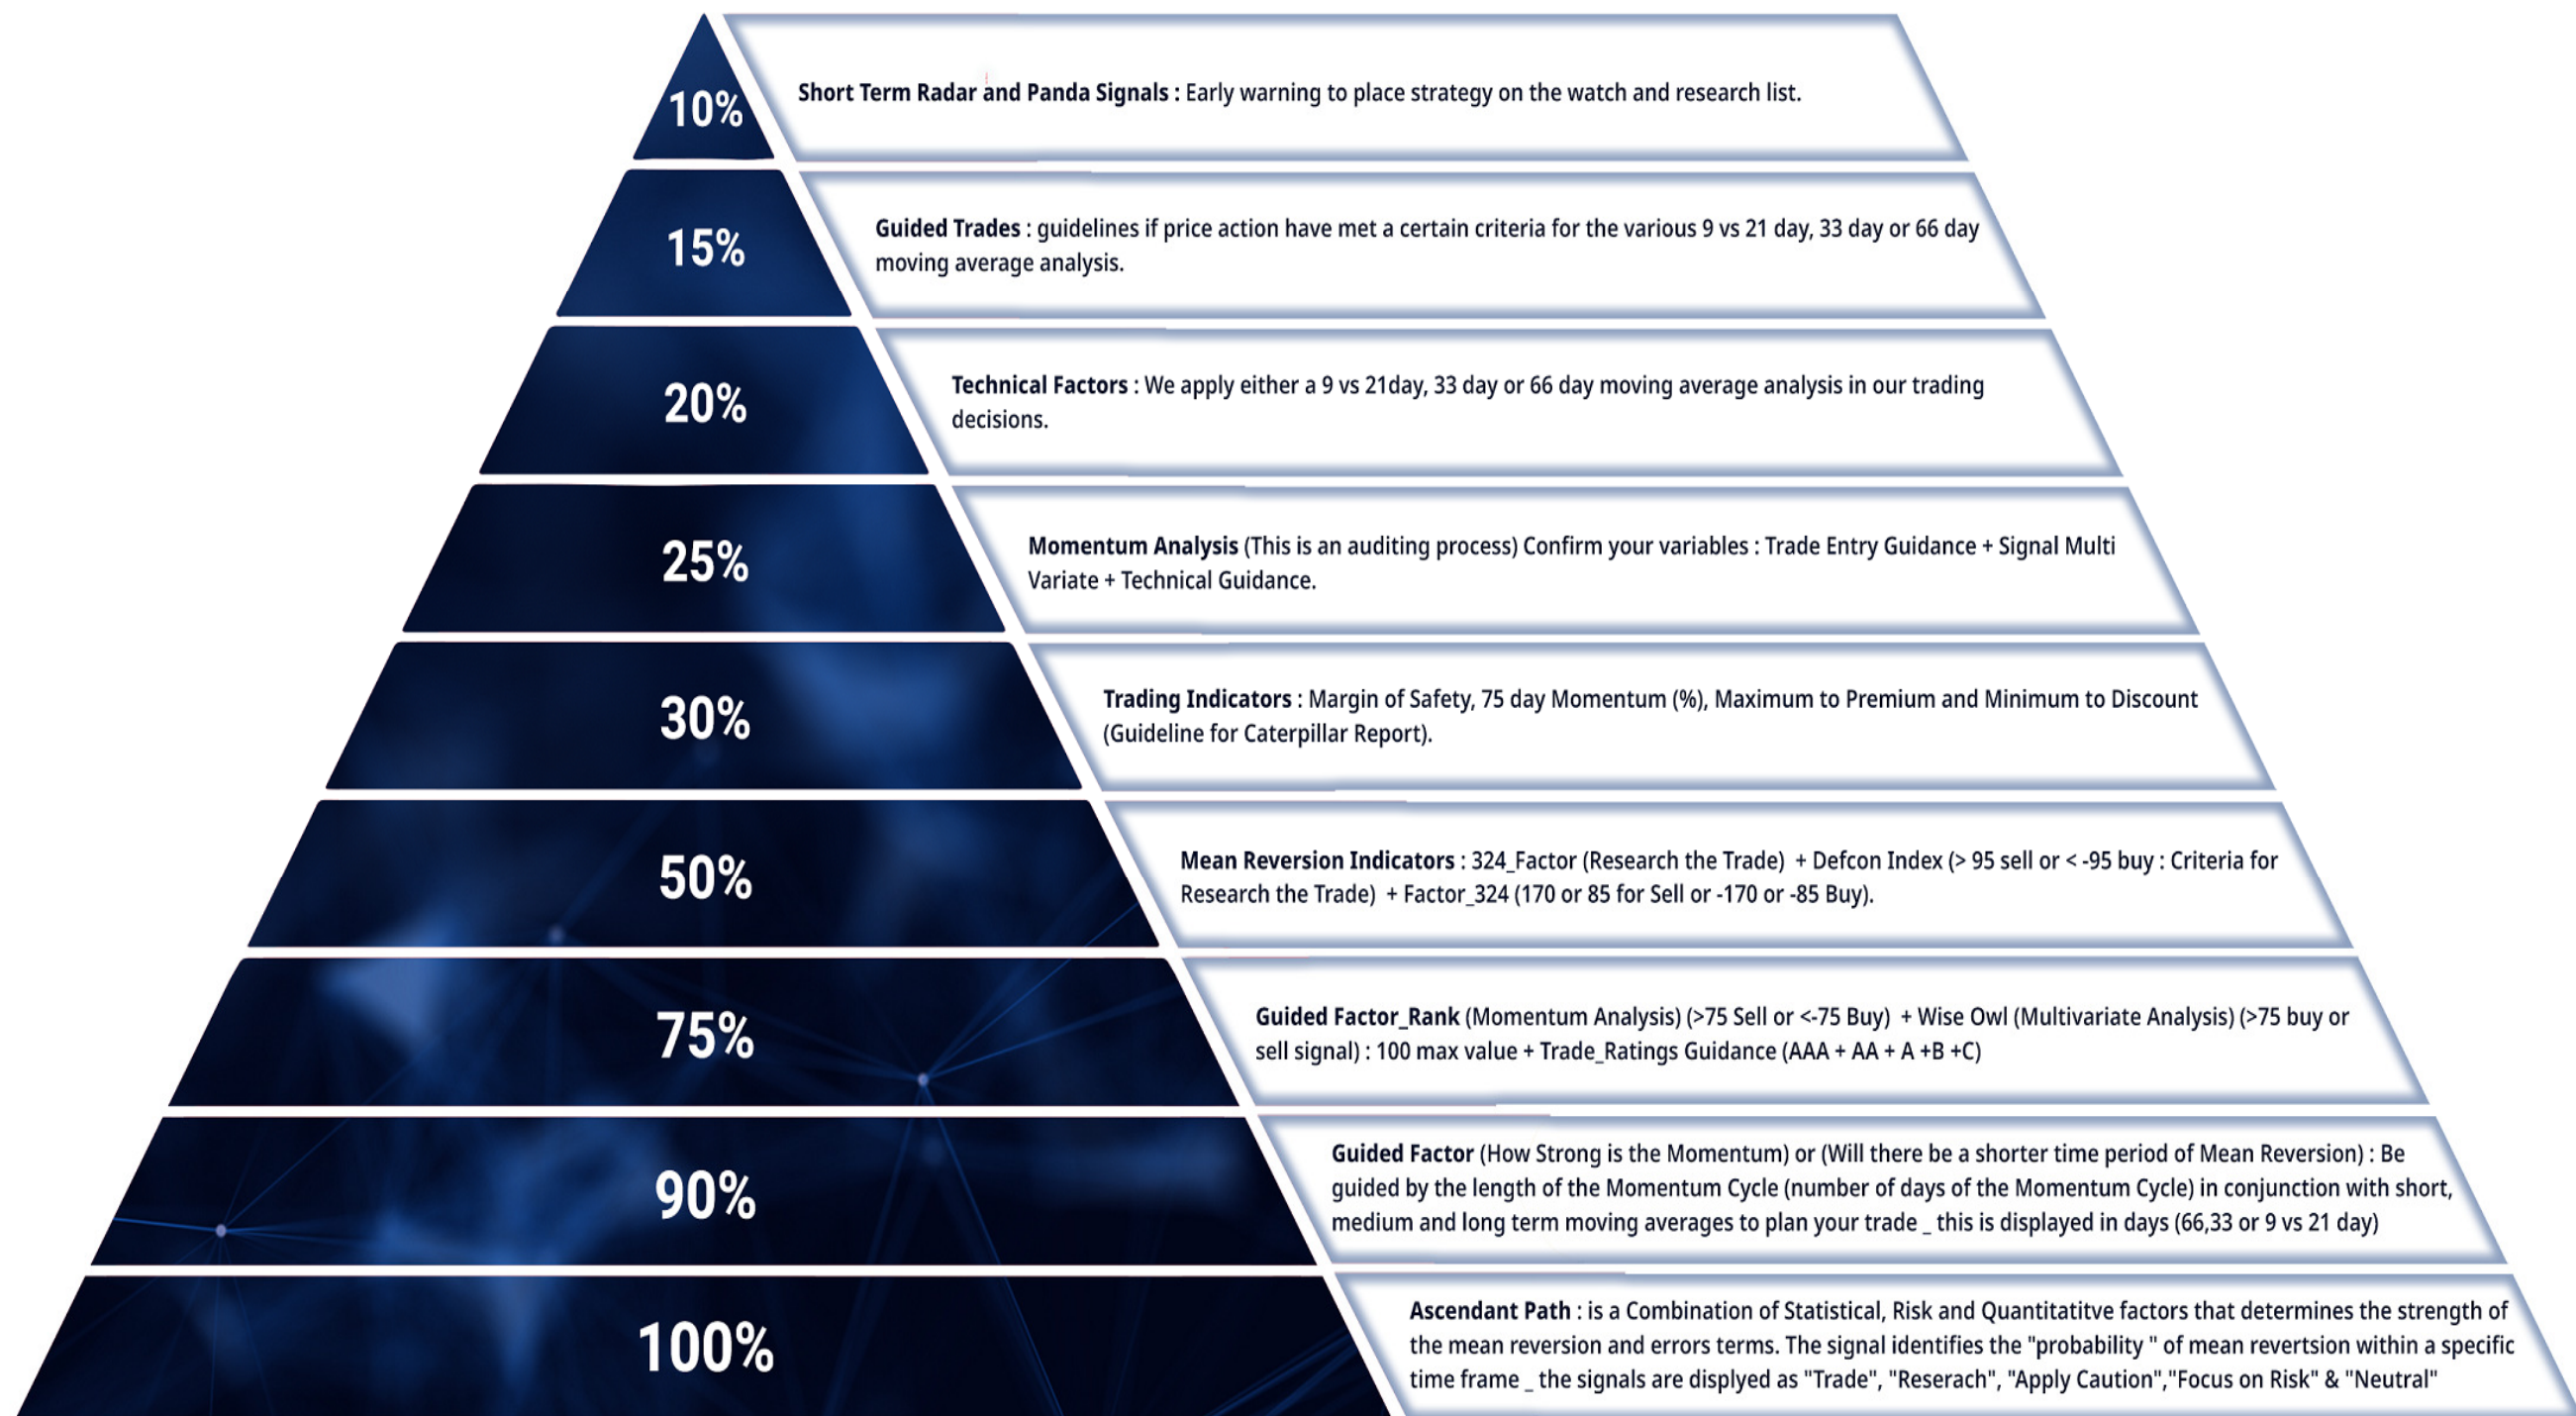 10%
Short Term Radar and Panda Signals : Early warning to place strategy on the watch and research list.
15%
Guided Trades : guidelines if price action have met a certain criteria for the various 9 vs 21 day, 33 day or 66 day
moving average analysis.
20%
Technical Factors : We apply either a 9 vs 21day, 33 day or 66 day moving average analysis in our trading
decisions.
25%
Momentum Analysis (This is an auditing process) Confirm your variables : Trade Entry Guidance + Signal Multi
Variate + Technical Guidance.
30%
Trading Indicators : Margin of Safety, 75 day Momentum (%), Maximum to Premium and Minimum to Discount
(Guideline for Caterpillar Report).
50%
Mean Reversion Indicators : 324_Factor (Research the Trade)  + Defcon Index (> 95 sell or < -95 buy : Criteria for
Research the Trade)  + Factor_324 (170 or 85 for Sell or -170 or -85 Buy).
75%
Guided Factor_Rank (Momentum Analysis) (>75 Sell or <-75 Buy)  + Wise Owl (Multivariate Analysis) (>75 buy or
sell signal) : 100 max value + Trade_Ratings Guidance (AAA + AA + A +B +C)
90%
Guided Factor (How Strong is the Momentum) or (Will there be a shorter time period of Mean Reversion) : Be
guided by the length of the Momentum Cycle (number of days of the Momentum Cycle) in conjunction with short,
medium and long term moving averages to plan your trade _ this is displayed in days (66,33 or 9 vs 21 day)
100%
Ascendant Path : is a Combination of Statistical, Risk and Quantitatitve factors that determines the strength of
the mean reversion and errors terms. The signal identifies the "probability " of mean revertsion within a specific
time frame _ the signals are displyed as "Trade", "Reserach", "Apply Caution","Focus on Risk" & "Neutral"